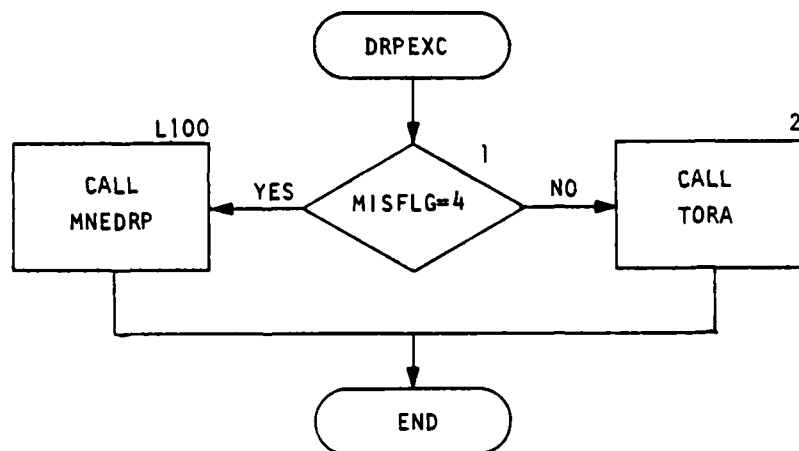 DRPEXC
L100
1
2
CALL
MNEDRP
YES
MISFLG=4
NO
CALL
TORA
END